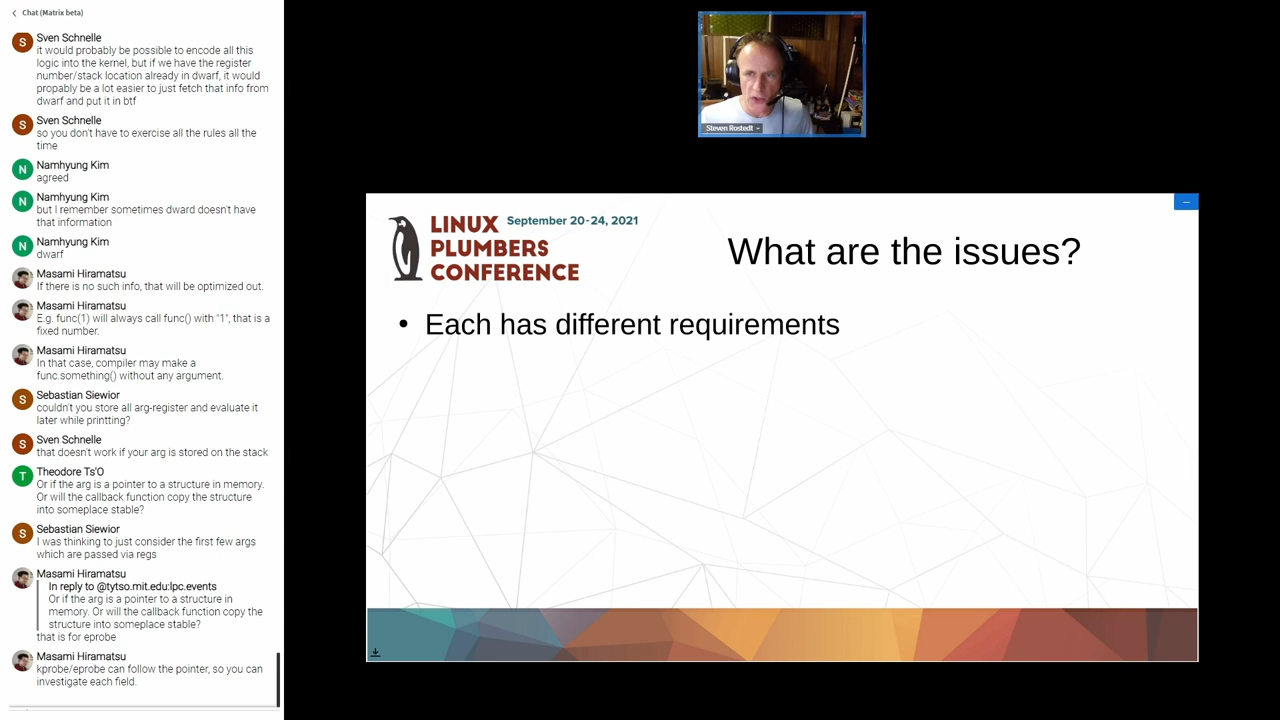 Chat (Matrix beta)
S
Sven Schnelle
it would probably be possible to encode all this
logic into the kernel, but if we have the register
number/stack location already in dwarf, it would
propably be a lot easier to just fetch that info from
dwarf and put it in btf
S
Sven Schnelle
so you don't have to exercise all the rules all the
time
N
Namhyung Kim
agreed
N
Namhyung Kim
but I remember sometimes dward doesn't have
that information
N
Namhyung Kim
dwarf
Masami Hiramatsu
If there is no such info, that will be optimized out.
Masami Hiramatsu
E.g. func(1) will always call func() with "1", that is a
fixed number.
Masami Hiramatsu
In that case, compiler may make a
func.something() without any argument.
S
Sebastian Siewior
couldn't you store all arg-register and evaluate it
later while printting?
S
Sven Schnelle
that doesn't work if your arg is stored on the stack
T
Theodore Ts'O
Or if the arg is a pointer to a structure in memory.
Or will the callback function copy the structure
into someplace stable?
S
Sebastian Siewior
I was thinking to just consider the first few args
which are passed via regs
Masami Hiramatsu
In reply to @tytso.mit.edu:lpc.events
Or if the arg is a pointer to a structure in
memory. Or will the callback function copy the
structure into someplace stable?
that is for eprobe
Masami Hiramatsu
kprobe/eprobe can follow the pointer, so you can
investigate each field.
Steven Rostedt
LINUX
PLUMBERS
CONFERENCE
September 20-24, 2021
What are the issues?
• Each has different requirements